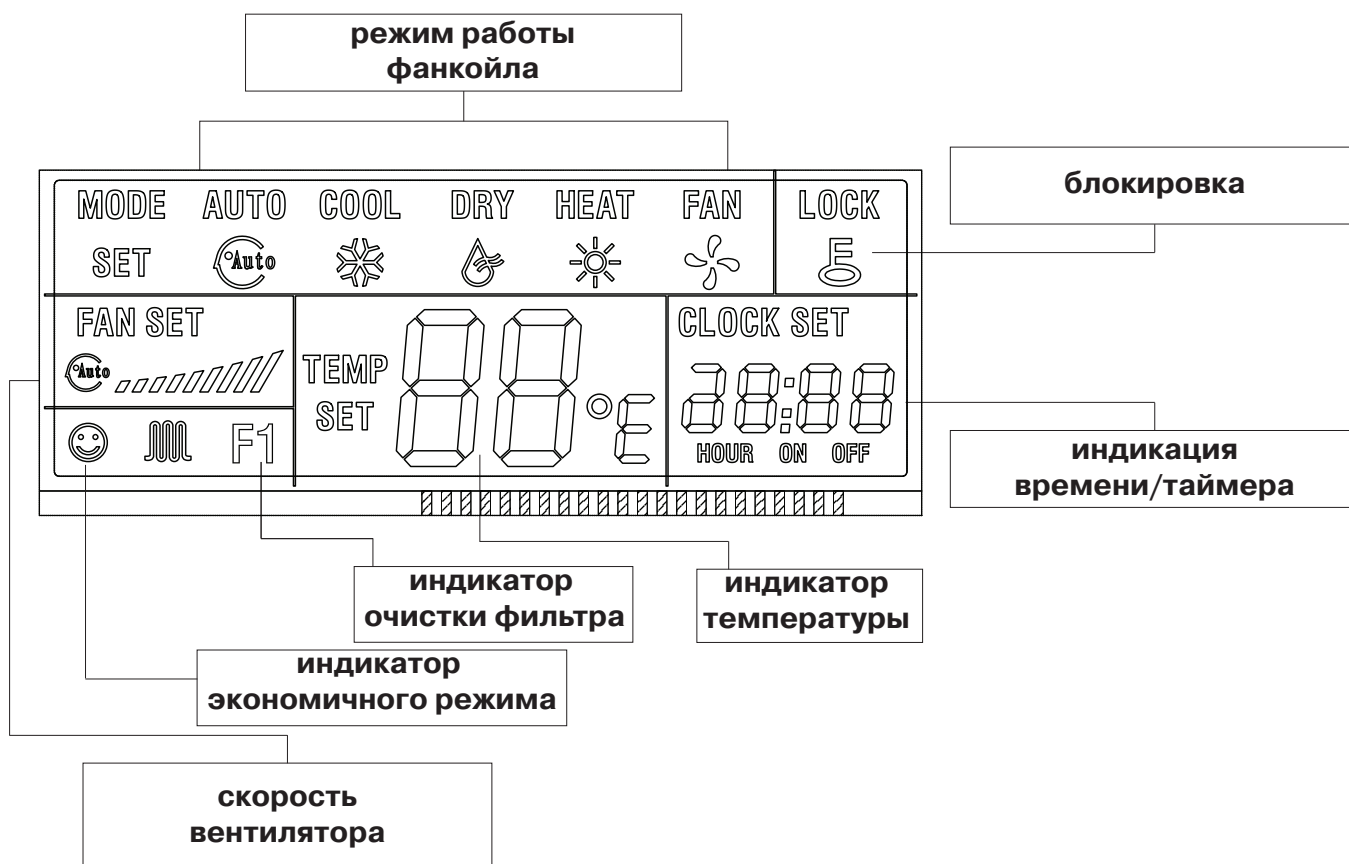 режим работы
фанкойла
блокировка
MODE AUTO COOL DRY HEAT FAN LOCK
SET Auto
FAN SET
Auto
TEMP
SET
88°E
CLOCK SET
38:88
HOUR ON OFF
F1
индикация
времени/таймера
индикатор
очистки фильтра
индикатор
температуры
индикатор
экономичного режима
скорость
вентилятора